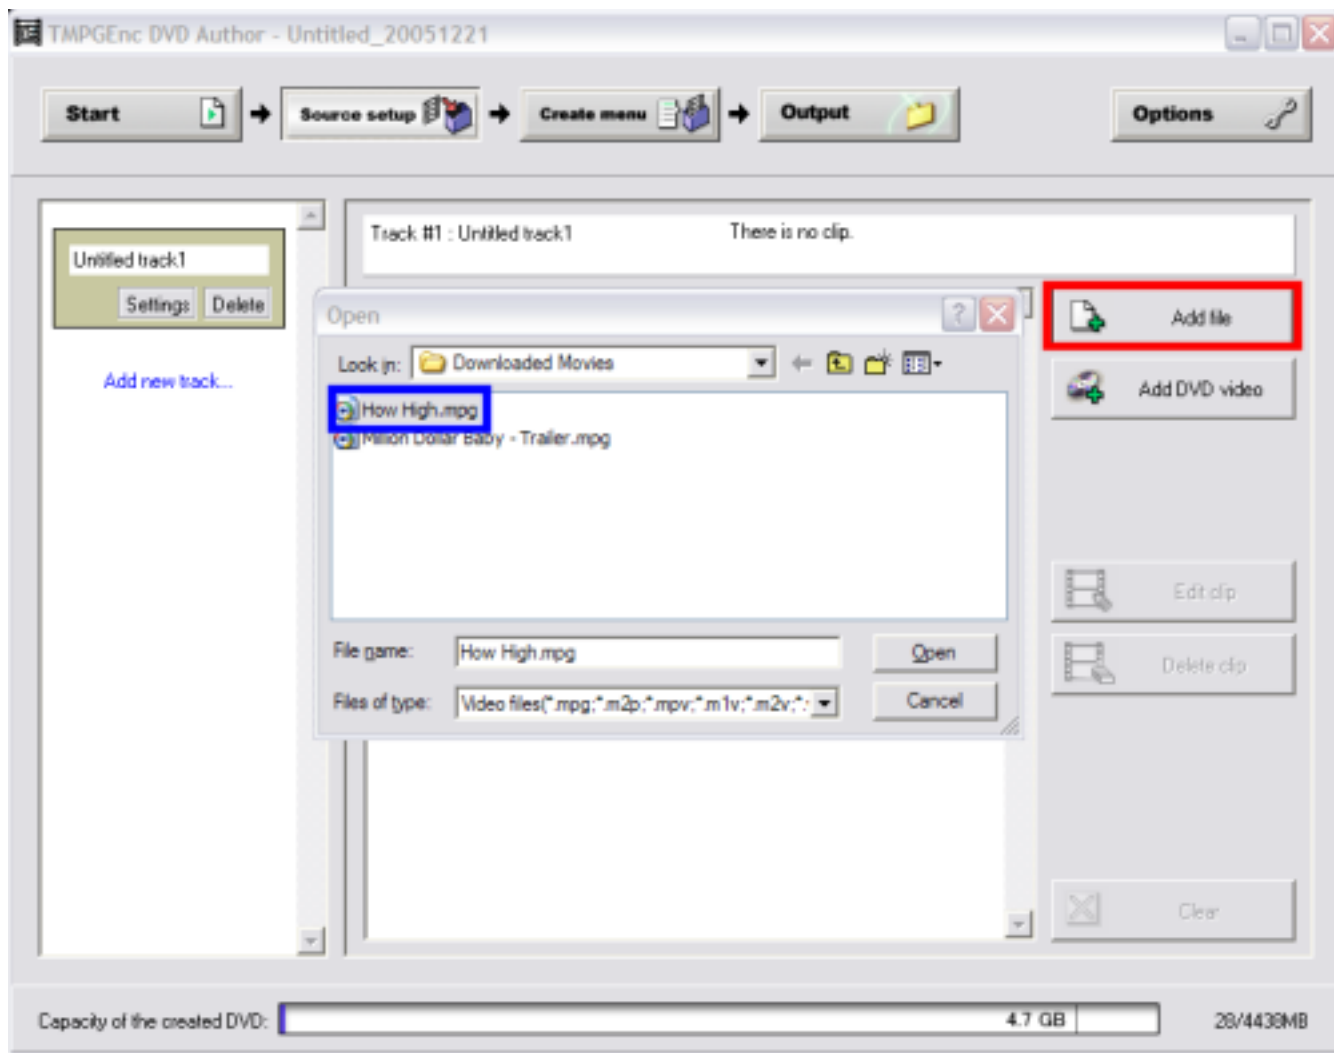 TMPGEnc DVD Author - Untitled_20051221
Start
Source setup
Create menu
Output
Options
Track #1 : Untitled track1
There is no clip.
Untitled track1
Settings
Delete
Add new track...
Open
Look in:
Downloaded Movies
How High.mpg
Million Dollar Baby - Trailer.mpg
File name:
How High.mpg
Open
Files of type:
Video files(*.mpg;*.m2p;*.mpv;*.m1v;*.m2v;*.
Cancel
Add file
Add DVD video
Edit clip
Delete clip
Clear
Capacity of the created DVD:
4.7 GB
28/4438MB